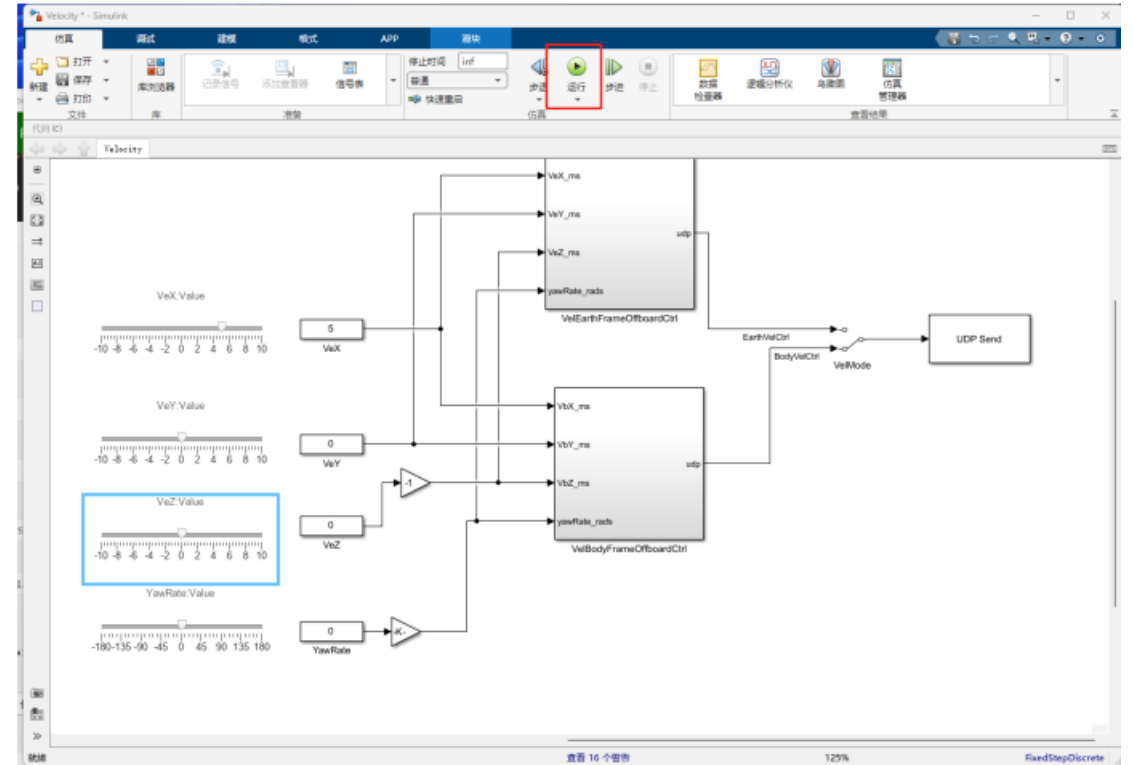 Velocity * - Simulink
仿真 调试 建模 格式 APP 模块
新建
打开
保存
打印
文件
库浏览器
库
记录信号
添加查看器
信号表
准备
停止时间 inf
普通
快速重启
步退
运行
步进
停止
仿真
数据
检查器
逻辑分析仪
鸟瞰图
仿真
管理器
查看结果
Velocity
VeX_ms
VeY_ms
VeZ_ms
yawRate_rads
udp
VelEarthFrameOffboardCtrl
VeX:Value
-10 -8 -6 -4 -2 0 2 4 6 8 10
5
VeX
EarthVelCtrl
BodyVelCtrl
VelMode
UDP Send
VeY:Value
-10 -8 -6 -4 -2 0 2 4 6 8 10
0
VeY
VbX_ms
VbY_ms
VbZ_ms
yawRate_rads
udp
VelBodyFrameOffboardCtrl
VeZ:Value
-10 -8 -6 -4 -2 0 2 4 6 8 10
0
VeZ
-1
YawRate:Value
-180 -135 -90 -45 0 45 90 135 180
0
YawRate
-K-
就绪
查看 16 个警告
125%
FixedStepDiscrete